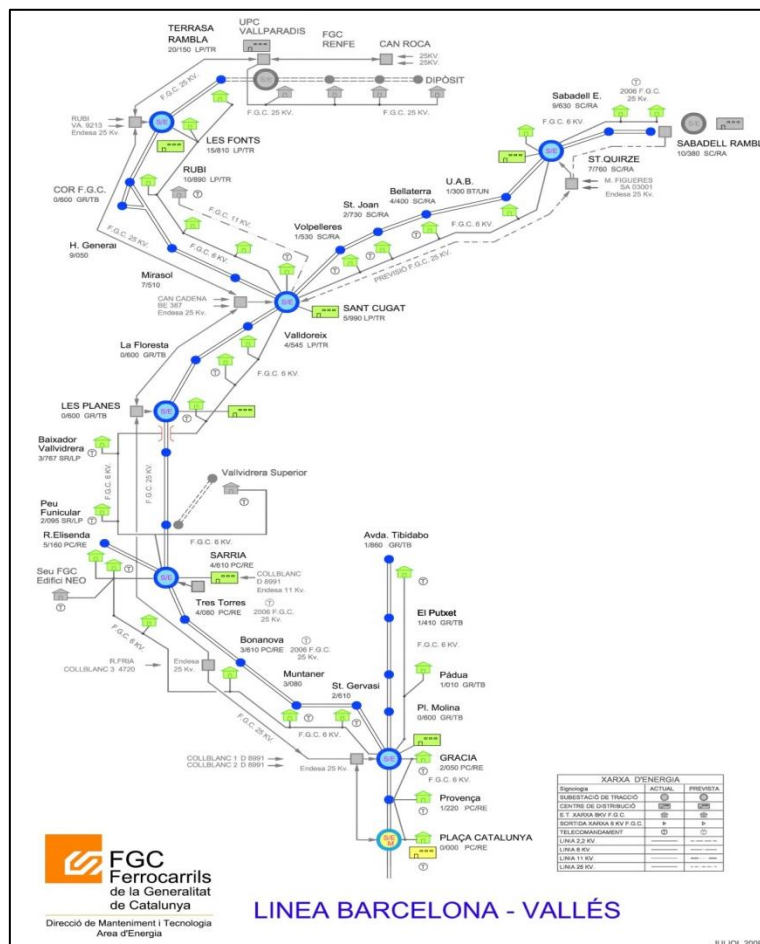 TERRASA
RAMBLA
20/150 LP/TR
UPC
VALLPARADIS
FGC
RENFE
CAN ROCA
25KV.
25KV.
F.G.C. 25 KV.
S/E
DIPÒSIT
F.G.C. 25 KV.
F.G.C. 25 KV.
RUBI
VA. 9213
Endesa 25 Kv.
S/E
LES FONTS
15/810 LP/TR
RUBI
10/890 LP/TR
T
F.G.C. 11 KV.
COR F.G.C.
0/600 GR/TB
F.G.C. 25 KV.
F.G.C. 6 KV.
H. General
9/050
Mirasol
7/510
CAN CADENA
BE 387
Endesa 25 Kv.
Sabadell E.
9/630 SC/RA
T
2006 F.G.C.
25 Kv.
F.G.C. 6 KV.
S/E
S/E
SABADELL RAMBLA
10/380 SC/RA
ST.QUIRZE
7/760 SC/RA
M. FIGUERES
SA 03001
Endesa 25 Kv.
U.A.B.
1/300 BT/UN
Bellaterra
4/400 SC/RA
St. Joan
2/730 SC/RA
Volpelleres
1/530 SC/RA
F.G.C. 6 KV.
PREVISIÓ F.G.C. 25 KV.
T
T
T
T
S/E
SANT CUGAT
5/990 LP/TR
Valldoreix
4/545 LP/TR
La Floresta
0/600 GR/TB
T
F.G.C. 6 KV.
LES PLANES
0/600 GR/TB
S/E
T
Baixador
Vallvidrera
3/767 SR/LP
T
F.G.C. 6 KV.
F.G.C. 25 KV.
Vallvidrera Superior
T
Peu
Funicular
2/095 SR/LP
T
F.G.C. 6 KV.
R.Elisenda
5/160 PC/RE
SARRIA
4/610 PC/RE
S/E
COLLBLANC
D 8991
Endesa 11 Kv.
Seu FGC
Edifici NEO
T
T
Tres Torres
4/080 PC/RE
T
2006 F.G.C.
25 Kv.
F.G.C. 6 KV.
Bonanova
3/610 PC/RE
T
2006 F.G.C.
25 Kv.
R.FRIA
COLLBLANC 3 4720
Endesa
25 Kv.
Muntaner
3/080
St. Gervasi
2/610
T
T
F.G.C. 6 KV.
F.G.C. 25 KV.
Avda. Tibidabo
1/860 GR/TB
T
El Putxet
1/410 GR/TB
F.G.C. 6 KV.
Pádua
1/010 GR/TB
T
Pl. Molina
0/600 GR/TB
COLLBLANC 1 D 8991
COLLBLANC 2 D 8991
Endesa 25 Kv.
S/E
GRACIA
2/050 PC/RE
T
F.G.C. 6 KV.
Provença
1/220 PC/RE
T
S/E
M
PLAÇA CATALUNYA
0/000 PC/RE
T
XARXA D'ENERGIA
Signologia ACTUAL PREVISTA
SUBESTACIÓ DE TRACCIÓ
CENTRE DE DISTRIBUCIÓ
E.T. XARXA 6KV F.G.C.
SORTIDA XARXA 6 KV F.G.C.
TELECOMANDAMENT T T
LINIA 2,2 KV.
LINIA 6 KV.
LINIA 11 KV.
LINIA 25 KV.
FGC
Ferrocarrils
de la Generalitat
de Catalunya
Direcció de Manteniment i Tecnologia
Area d'Energia
LINEA BARCELONA - VALLÉS